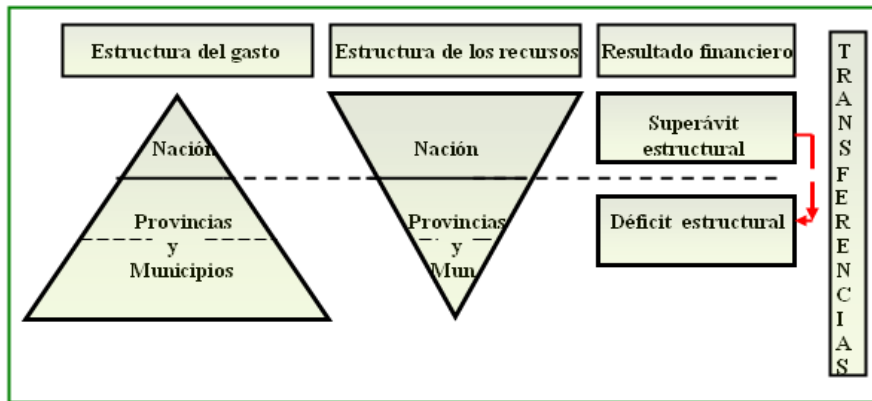 Estructura del gasto
Estructura de los recursos
Resultado financiero
Nación
Provincias
y
Municipios
Nación
Provincias
y
Mun.
Superávit
estructural
Déficit estructural
T
R
A
N
S
F
E
R
E
N
C
I
A
S